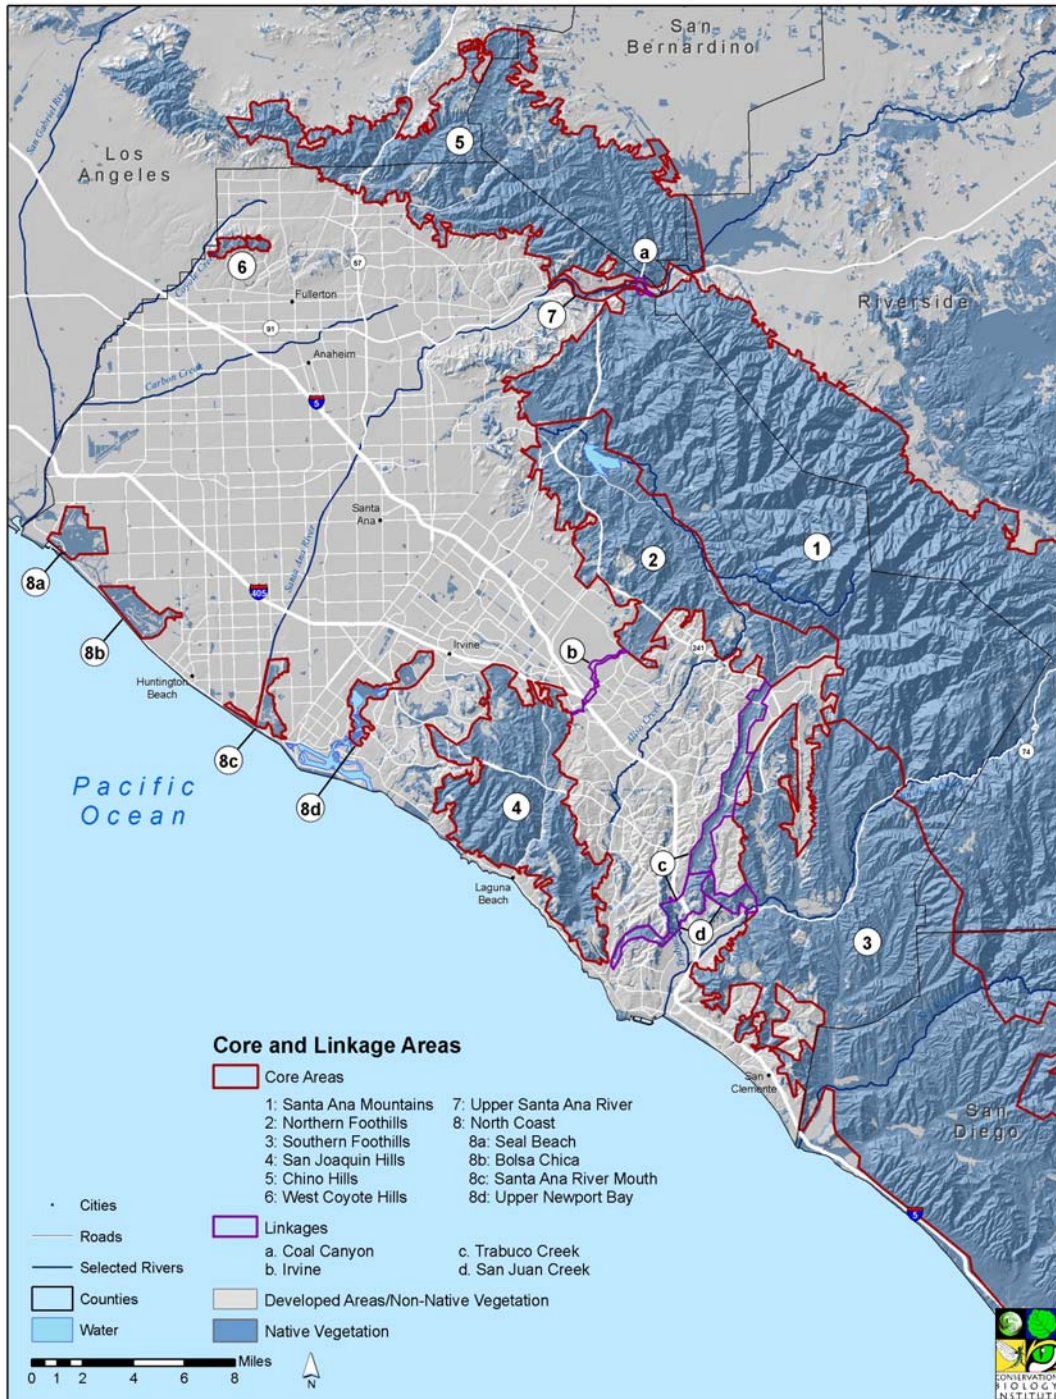 San
Bernardino
San Gabriel River
Los
Angeles
5
a
6
57
Coyote Creek
Fullerton
7
Riverside
91
Anaheim
Carbon Creek
5
Santa
Ana
2
1
8a
Santa Ana River
405
8b
Irvine
b
241
Huntington
Beach
Aliso Creek
8c
74
Pacific
Ocean
8d
4
c
Laguna
Beach
d
3
San
Clemente
San
Diego
5
Core and Linkage Areas
Core Areas
1: Santa Ana Mountains
2: Northern Foothills
3: Southern Foothills
4: San Joaquin Hills
5: Chino Hills
6: West Coyote Hills
7: Upper Santa Ana River
8: North Coast
8a: Seal Beach
8b: Bolsa Chica
8c: Santa Ana River Mouth
8d: Upper Newport Bay
Linkages
a. Coal Canyon
b. Irvine
c. Trabuco Creek
d. San Juan Creek
Developed Areas/Non-Native Vegetation
Native Vegetation
Cities
Roads
Selected Rivers
Counties
Water
Miles
0 1 2 4 6 8
N
CONSERVATION
BIOLOGY
INSTITUTE